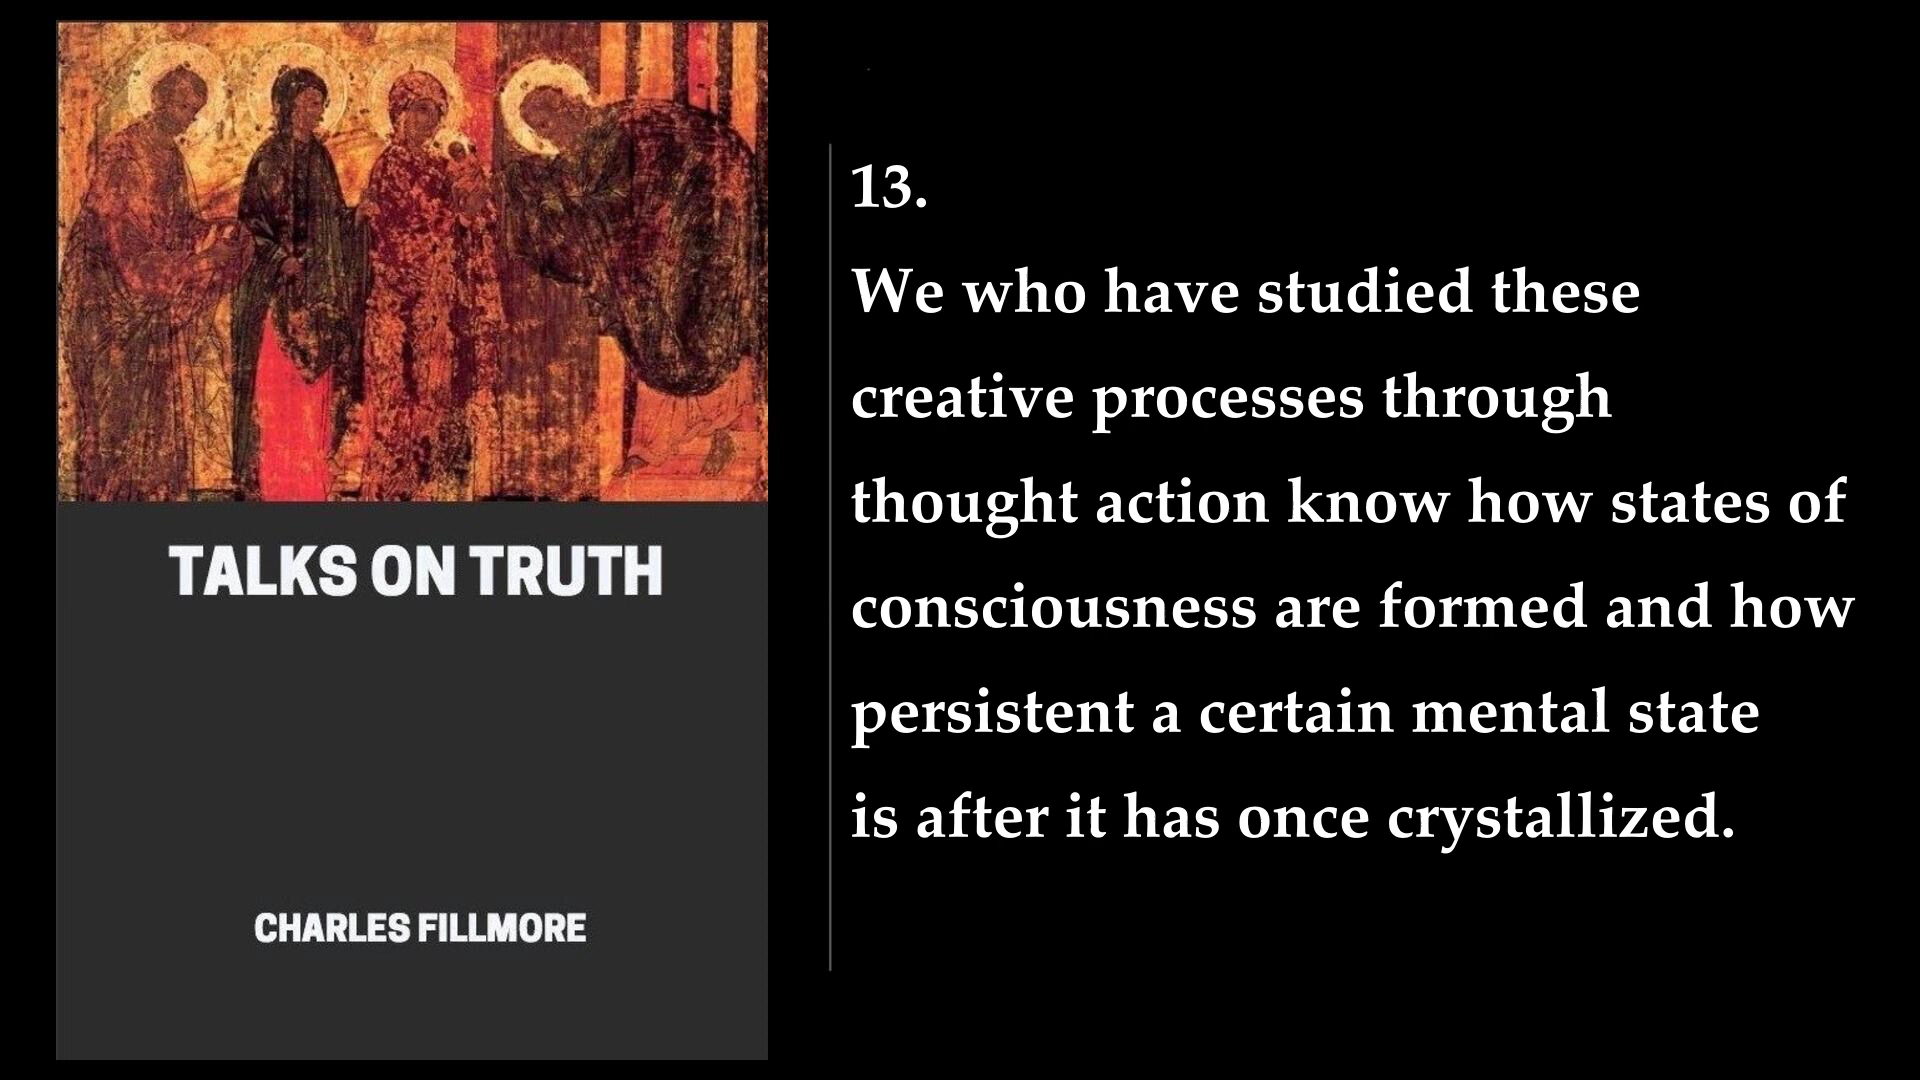 TALKS ON TRUTH
CHARLES FILLMORE
13.
We who have studied these
creative processes through
thought action know how states of
consciousness are formed and how
persistent a certain mental state
is after it has once crystallized.